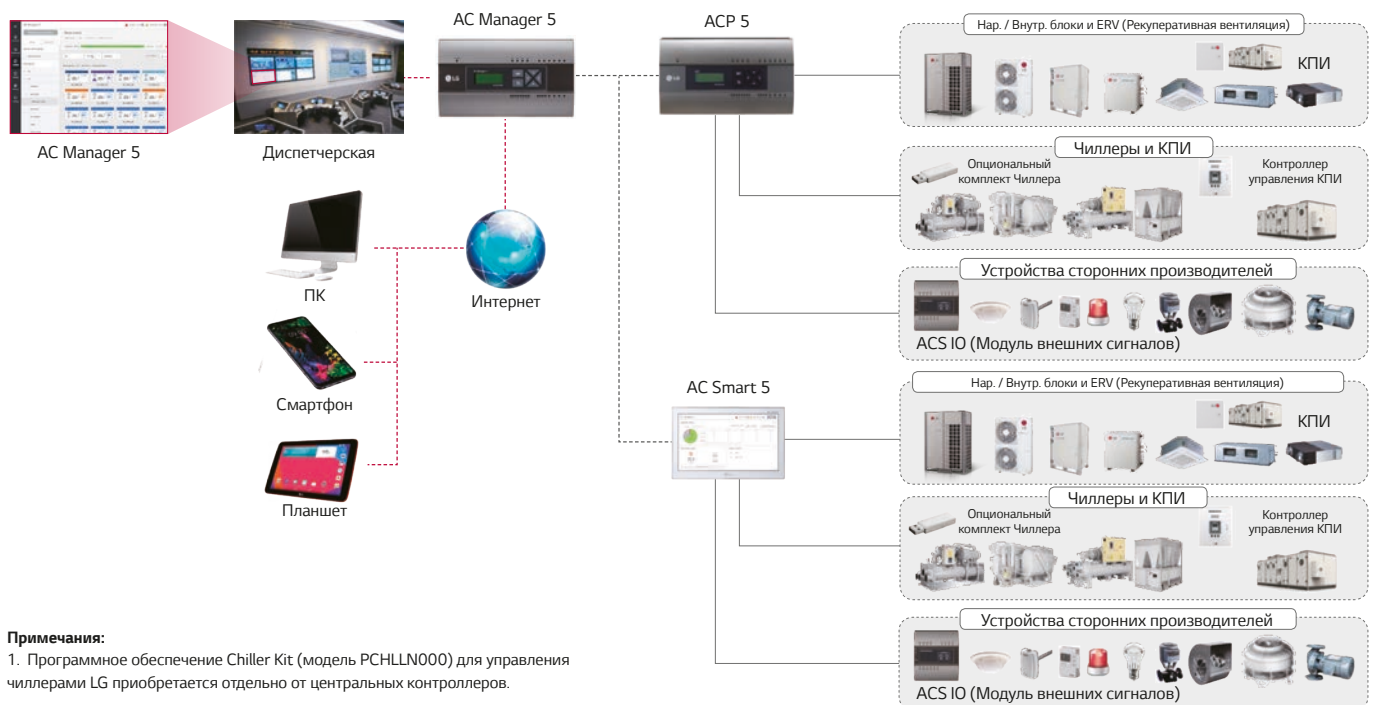 AC Manager 5
Диспетчерская
AC Manager 5
LG
ACP 5
LG
ПК
Смартфон
Планшет
Интернет
AC Smart 5
Нар. / Внутр. блоки и ERV (Рекуперативная вентиляция)
КПИ
Чиллеры и КПИ
Опциональный
комплект Чиллера
Контроллер
управления КПИ
Устройства сторонних производителей
ACS IO (Модуль внешних сигналов)
Нар. / Внутр. блоки и ERV (Рекуперативная вентиляция)
КПИ
Чиллеры и КПИ
Опциональный
комплект Чиллера
Контроллер
управления КПИ
Устройства сторонних производителей
ACS IO (Модуль внешних сигналов)
Примечания:
1. Программное обеспечение Chiller Kit (модель PCHLLN000) для управления
чиллерами LG приобретается отдельно от центральных контроллеров.